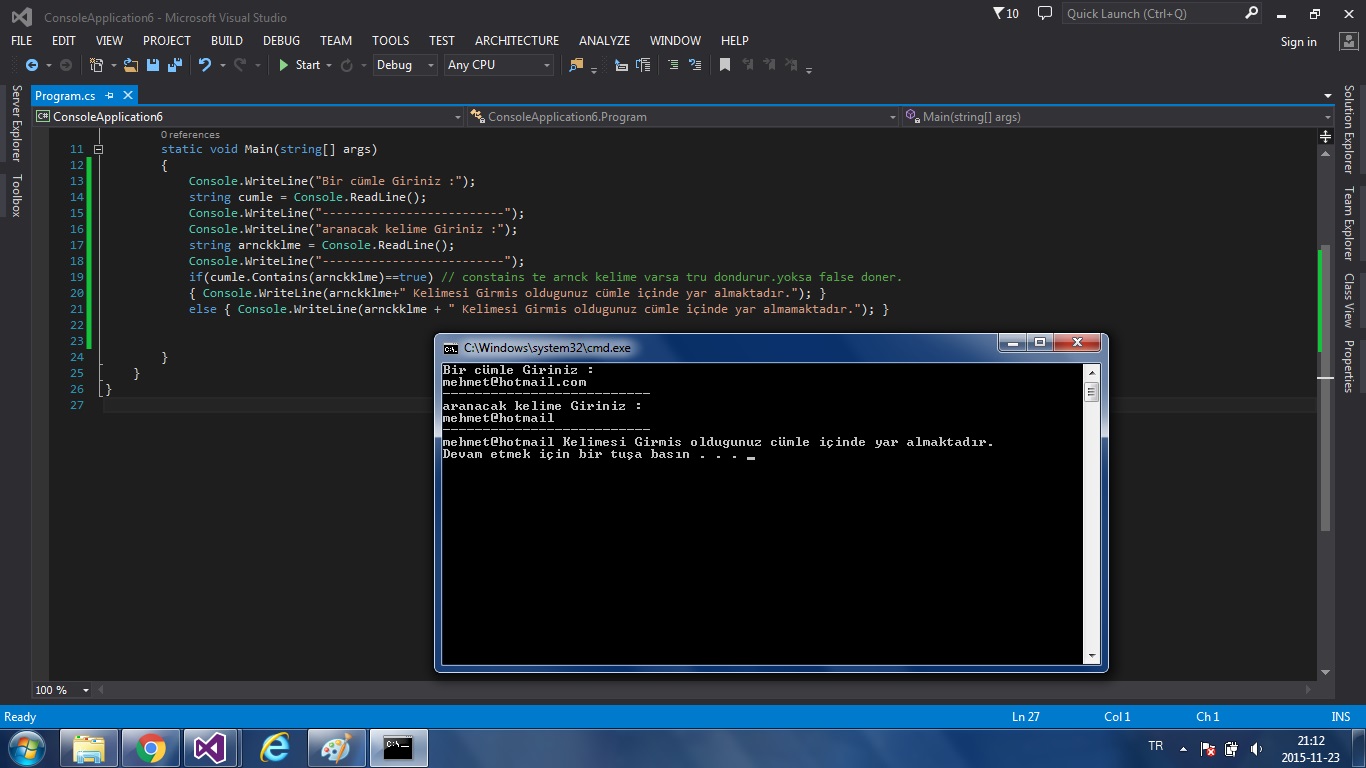 ConsoleApplication6 - Microsoft Visual Studio
10
Quick Launch (Ctrl+Q)
FILE EDIT VIEW PROJECT BUILD DEBUG TEAM TOOLS TEST ARCHITECTURE ANALYZE WINDOW HELP
Sign in
Start Debug Any CPU
Server Explorer
Toolbox
Program.cs
Solution Explorer
Team Explorer
Class View
Properties
C# ConsoleApplication6
ConsoleApplication6.Program
Main(string[] args)
0 references
11 static void Main(string[] args)
12 {
13 Console.WriteLine("Bir cümle Giriniz :");
14 string cumle = Console.ReadLine();
15 Console.WriteLine("--------------------------");
16 Console.WriteLine("aranacak kelime Giriniz :");
17 string arnckklme = Console.ReadLine();
18 Console.WriteLine("--------------------------");
19 if(cumle.Contains(arnckklme)==true) // constains te arnck kelime varsa tru dondurur.yoksa false doner.
20 { Console.WriteLine(arnckklme+" Kelimesi Girmis oldugunuz cümle içinde yar almaktadır."); }
21 else { Console.WriteLine(arnckklme + " Kelimesi Girmis oldugunuz cümle içinde yar almamaktadır."); }
22
23
24 }
25 }
26 }
27
C:\Windows\system32\cmd.exe
Bir cümle Giriniz :
mehmet@hotmail.com
--------------------------
aranacak kelime Giriniz :
mehmet@hotmail
--------------------------
mehmet@hotmail Kelimesi Girmis oldugunuz cümle içinde yar almaktadır.
Devam etmek için bir tuşa basın . . . _
100 %
Ready
Ln 27 Col 1 Ch 1 INS
C:\_
TR
21:12
2015-11-23